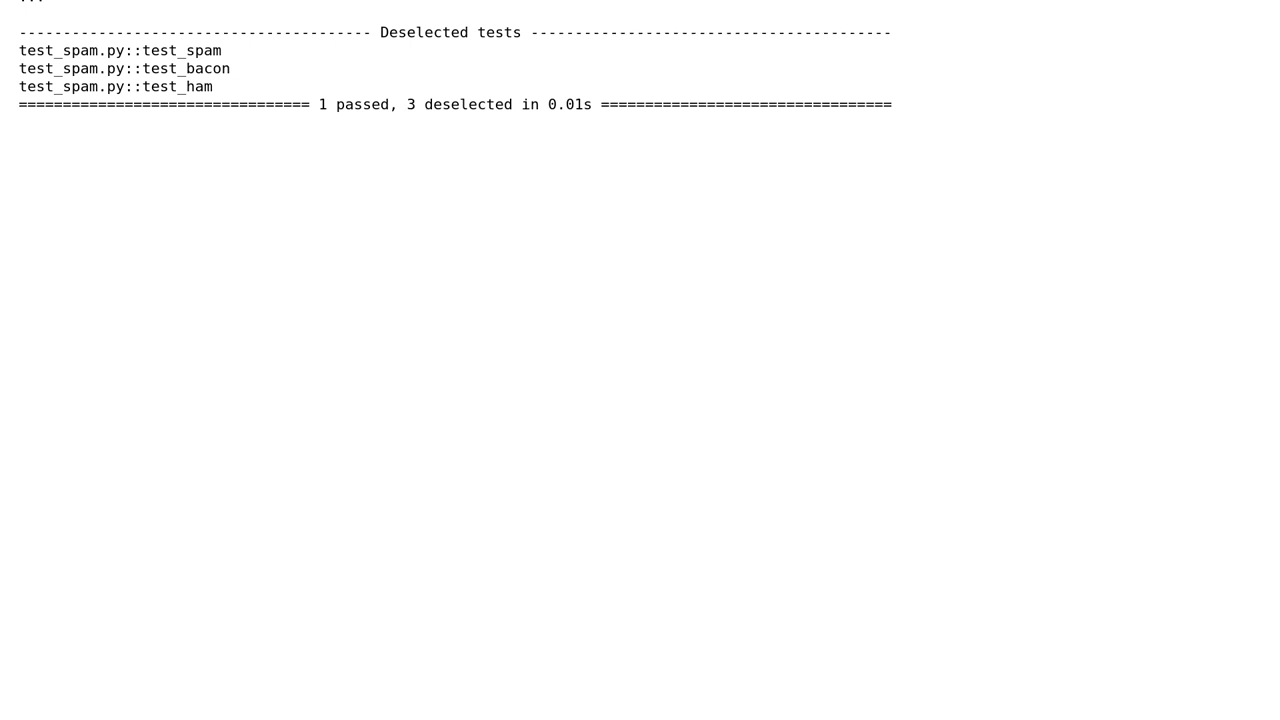 ...
---------------------------------------- Deselected tests -----------------------------------------
test_spam.py::test_spam
test_spam.py::test_bacon
test_spam.py::test_ham
================================= 1 passed, 3 deselected in 0.01s =================================